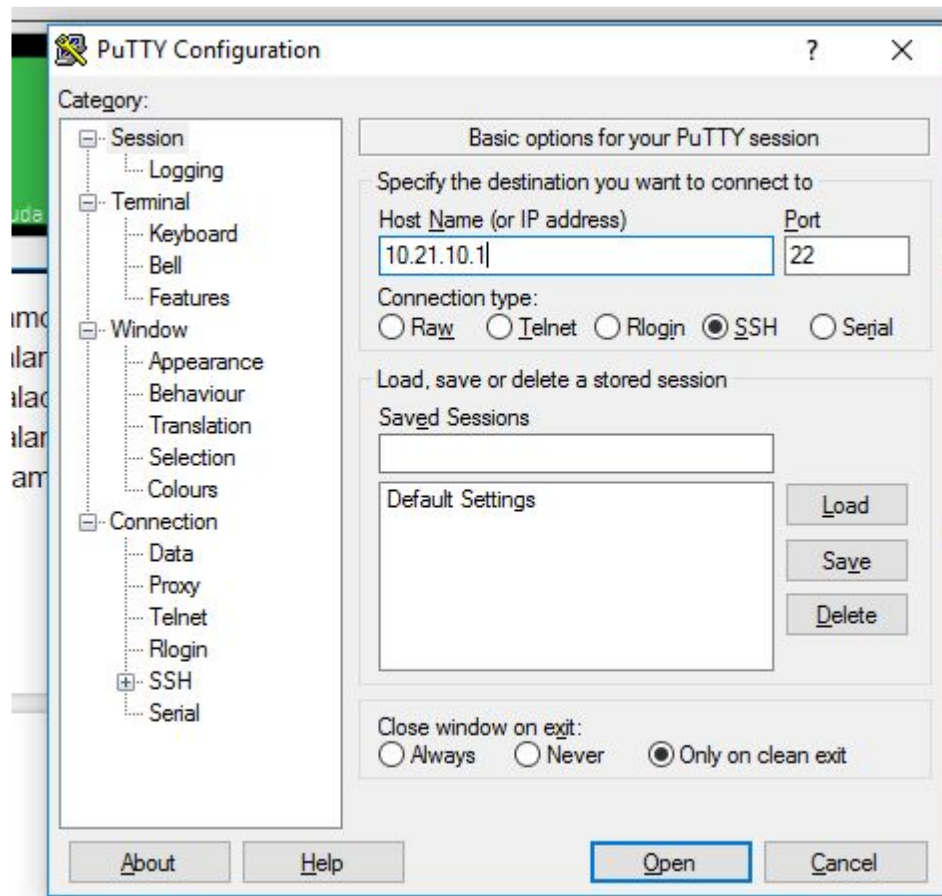 PuTTY Configuration
?
Category:
Session
Logging
Terminal
Keyboard
Bell
Features
Window
Appearance
Behaviour
Translation
Selection
Colours
Connection
Data
Proxy
Telnet
Rlogin
SSH
Serial
Basic options for your PuTTY session
Specify the destination you want to connect to
Host Name (or IP address) Port
10.21.10.1 22
Connection type:
Raw Telnet Rlogin SSH Serial
Load, save or delete a stored session
Saved Sessions
Default Settings
Load
Save
Delete
Close window on exit:
Always Never Only on clean exit
About Help Open Cancel